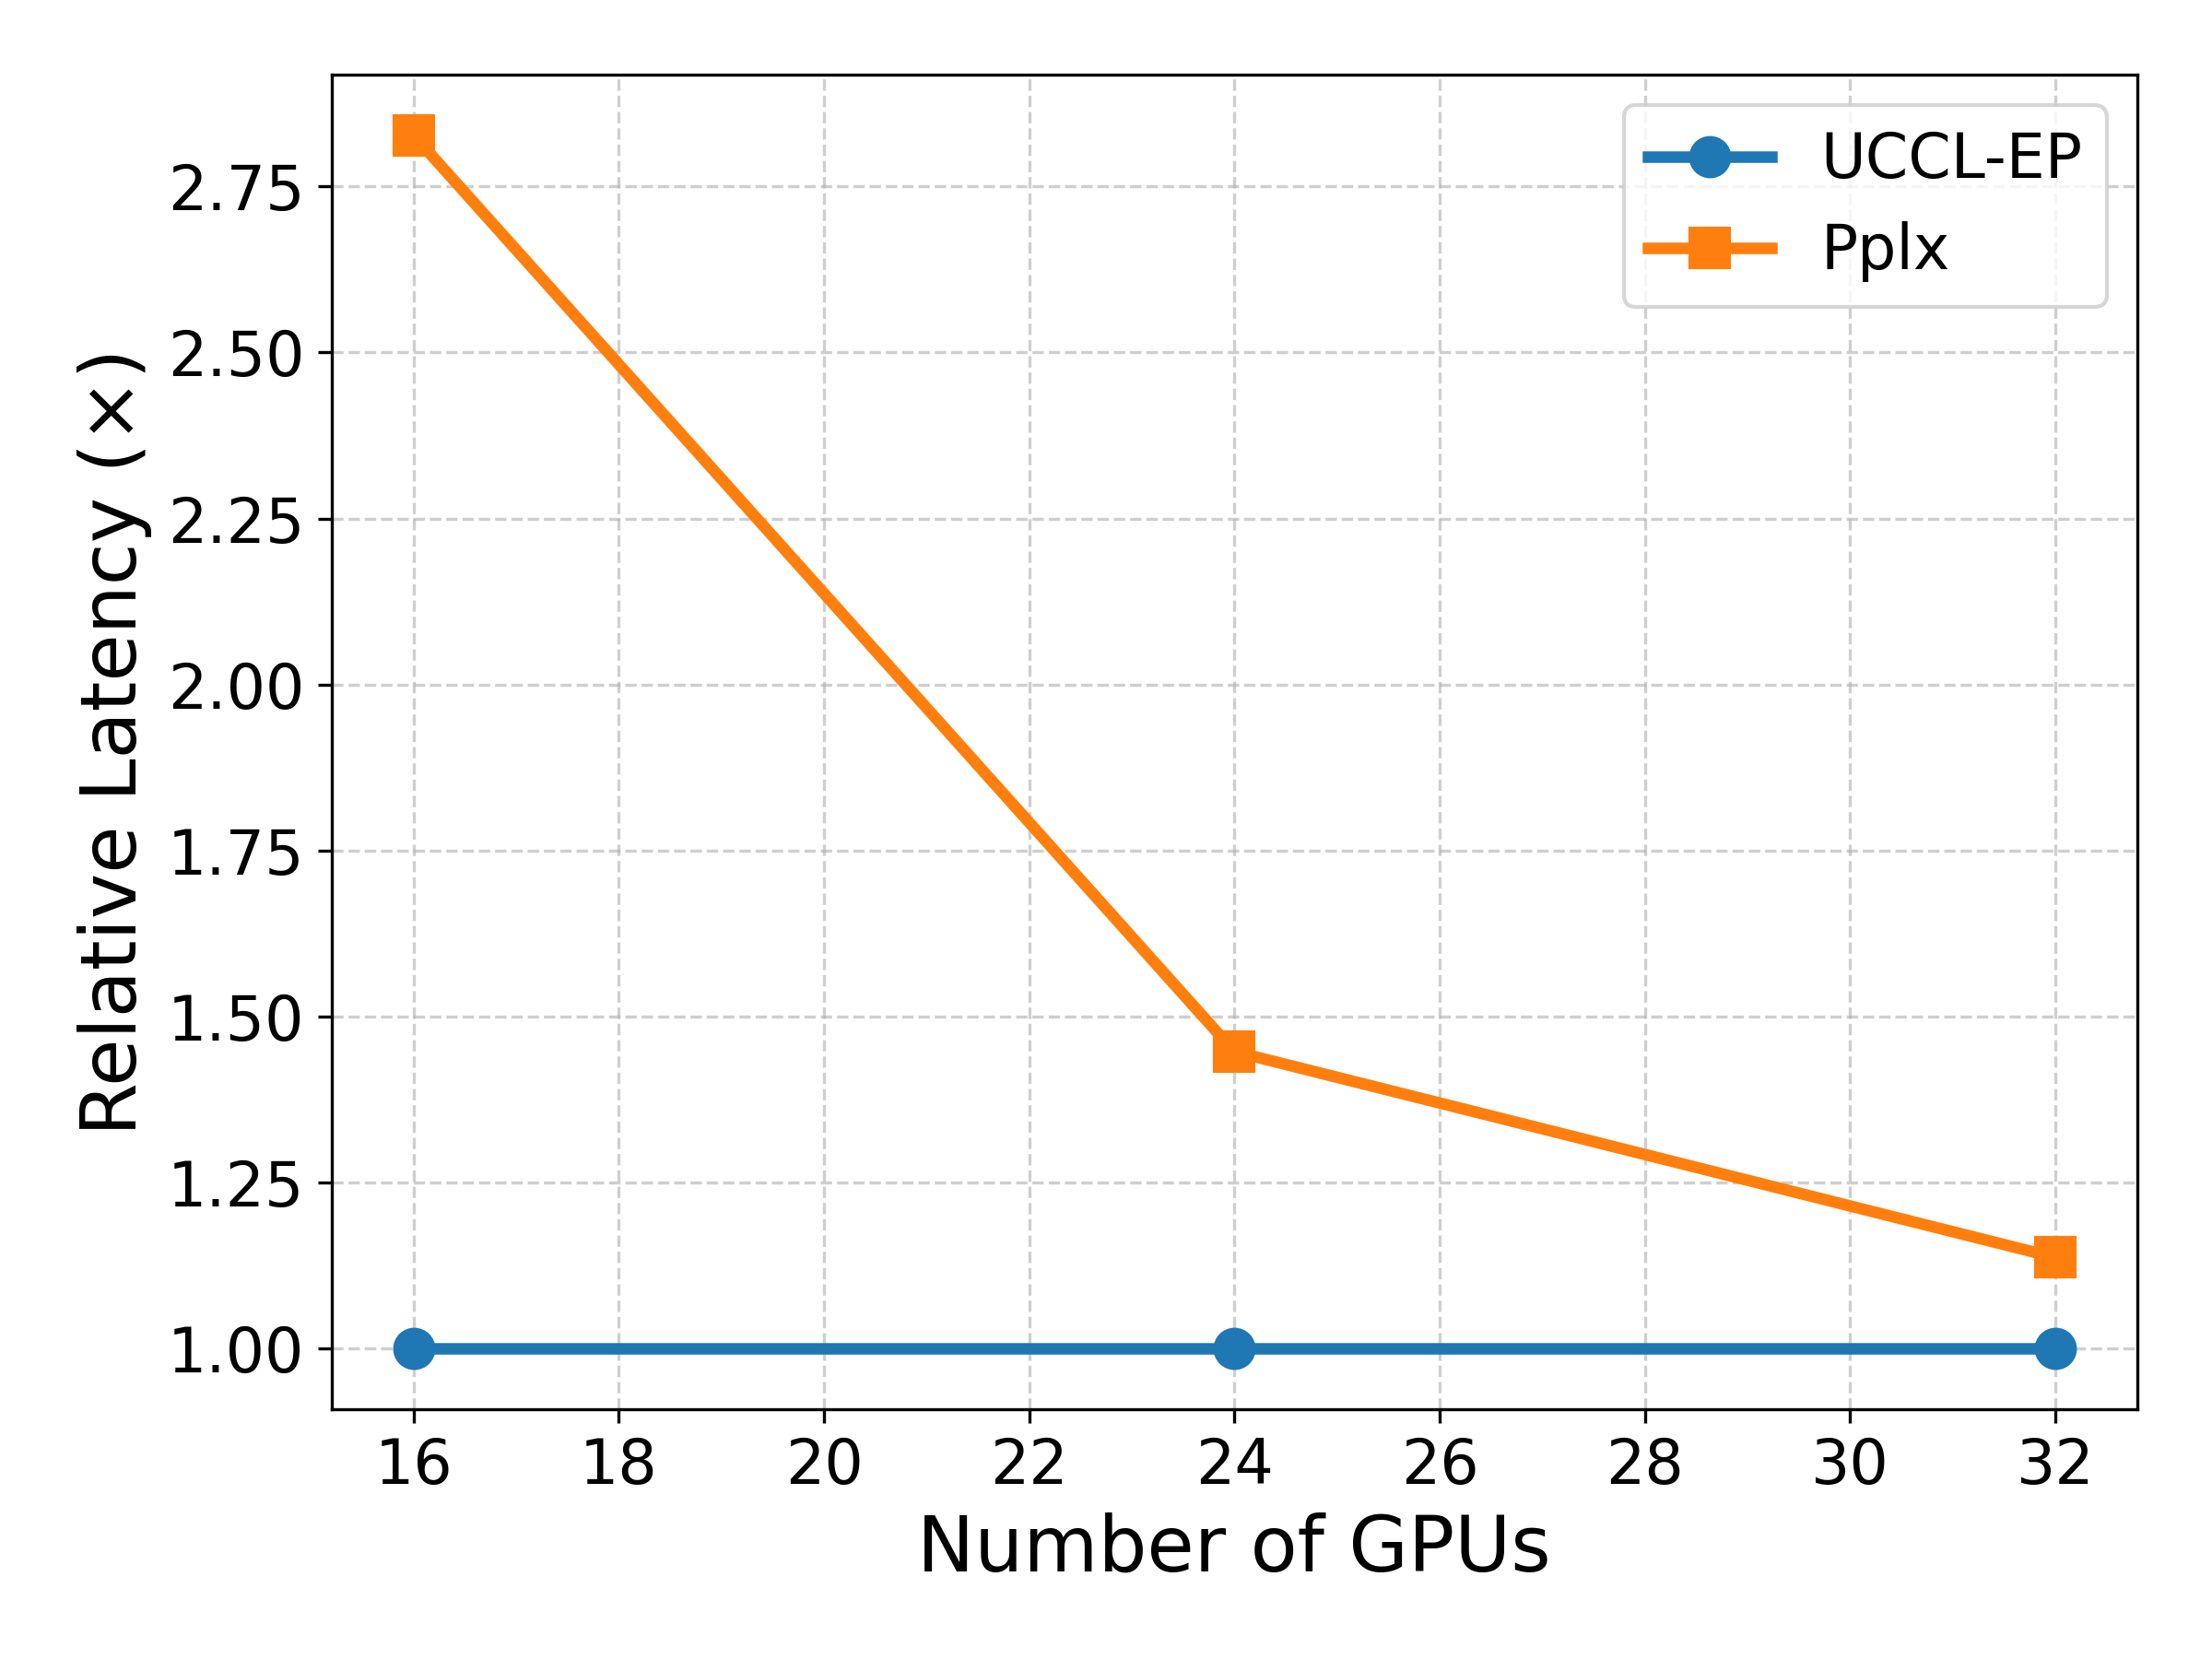 UCCL-EP
Pplx
Relative Latency (×)
2.75
2.50
2.25
2.00
1.75
1.50
1.25
1.00
16 18 20 22 24 26 28 30 32
Number of GPUs